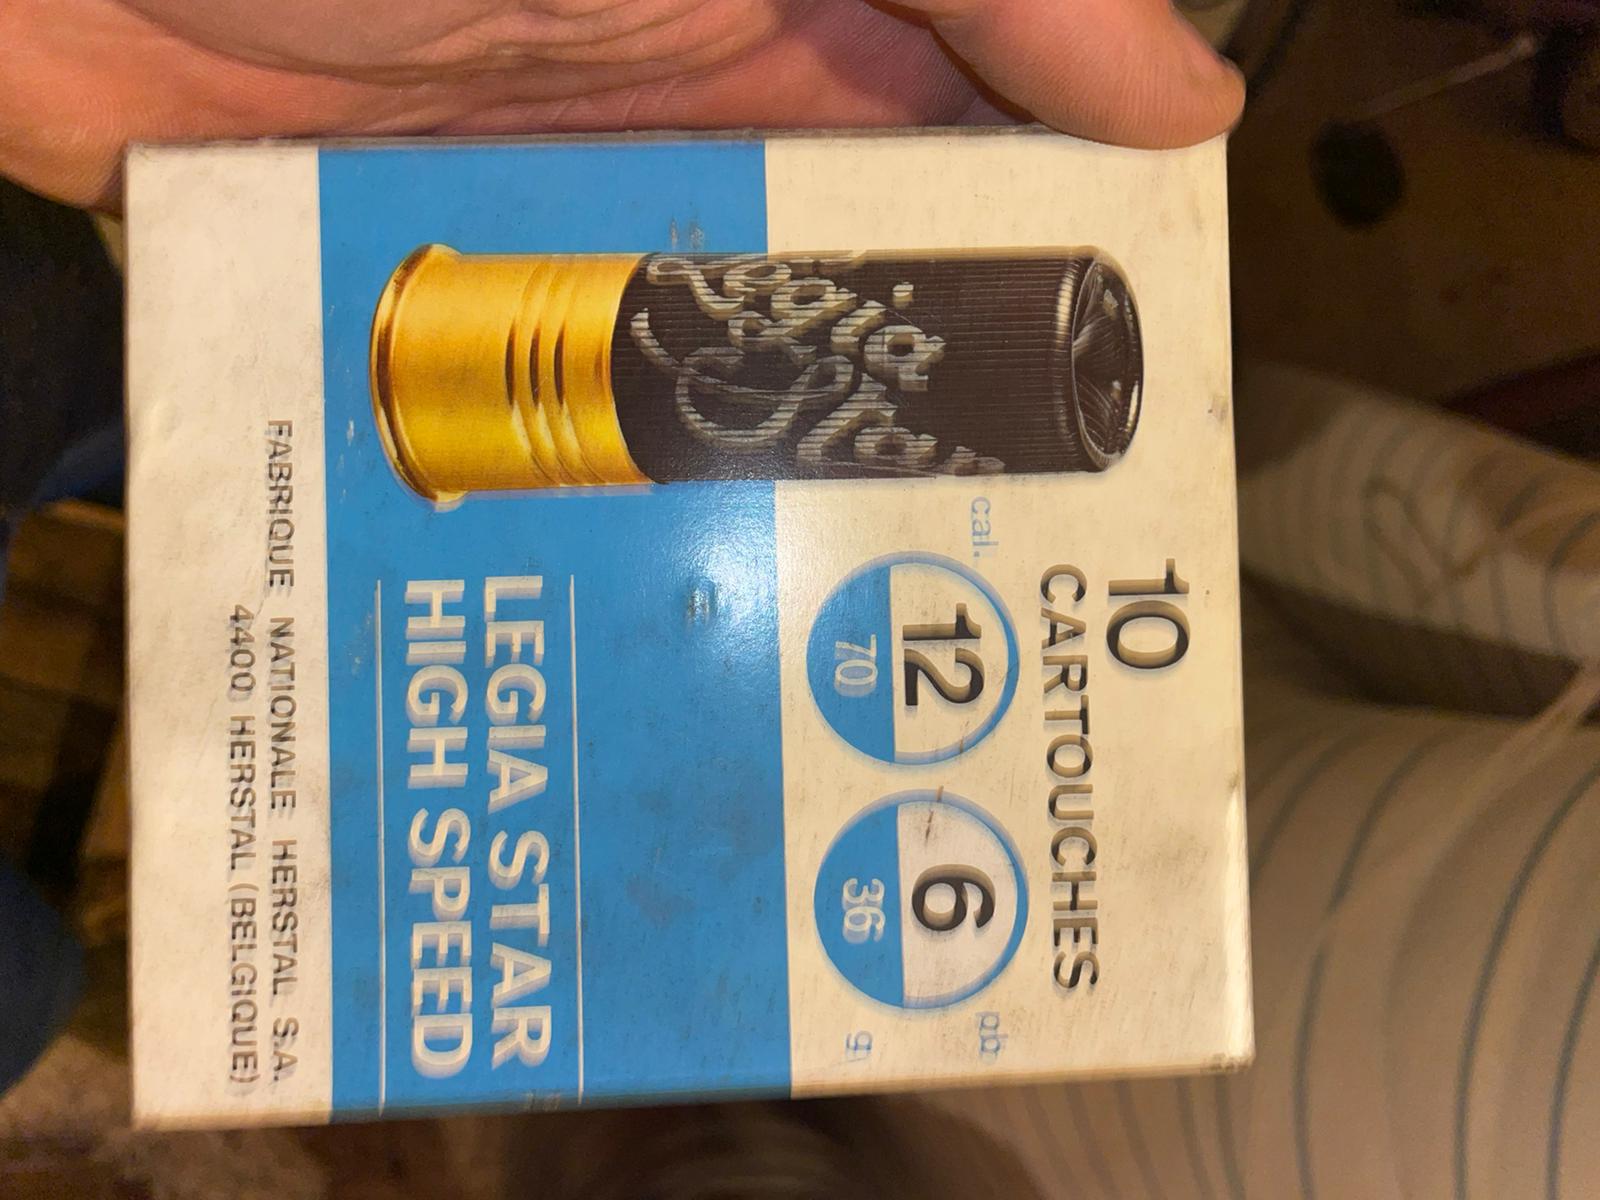 10
CARTOUCHES
cal.
12
70
6
36
pb
g
Legia
Star
LEGIA STAR
HIGH SPEED
FABRIQUE NATIONALE HERSTAL S.A.
4400 HERSTAL (BELGIQUE)